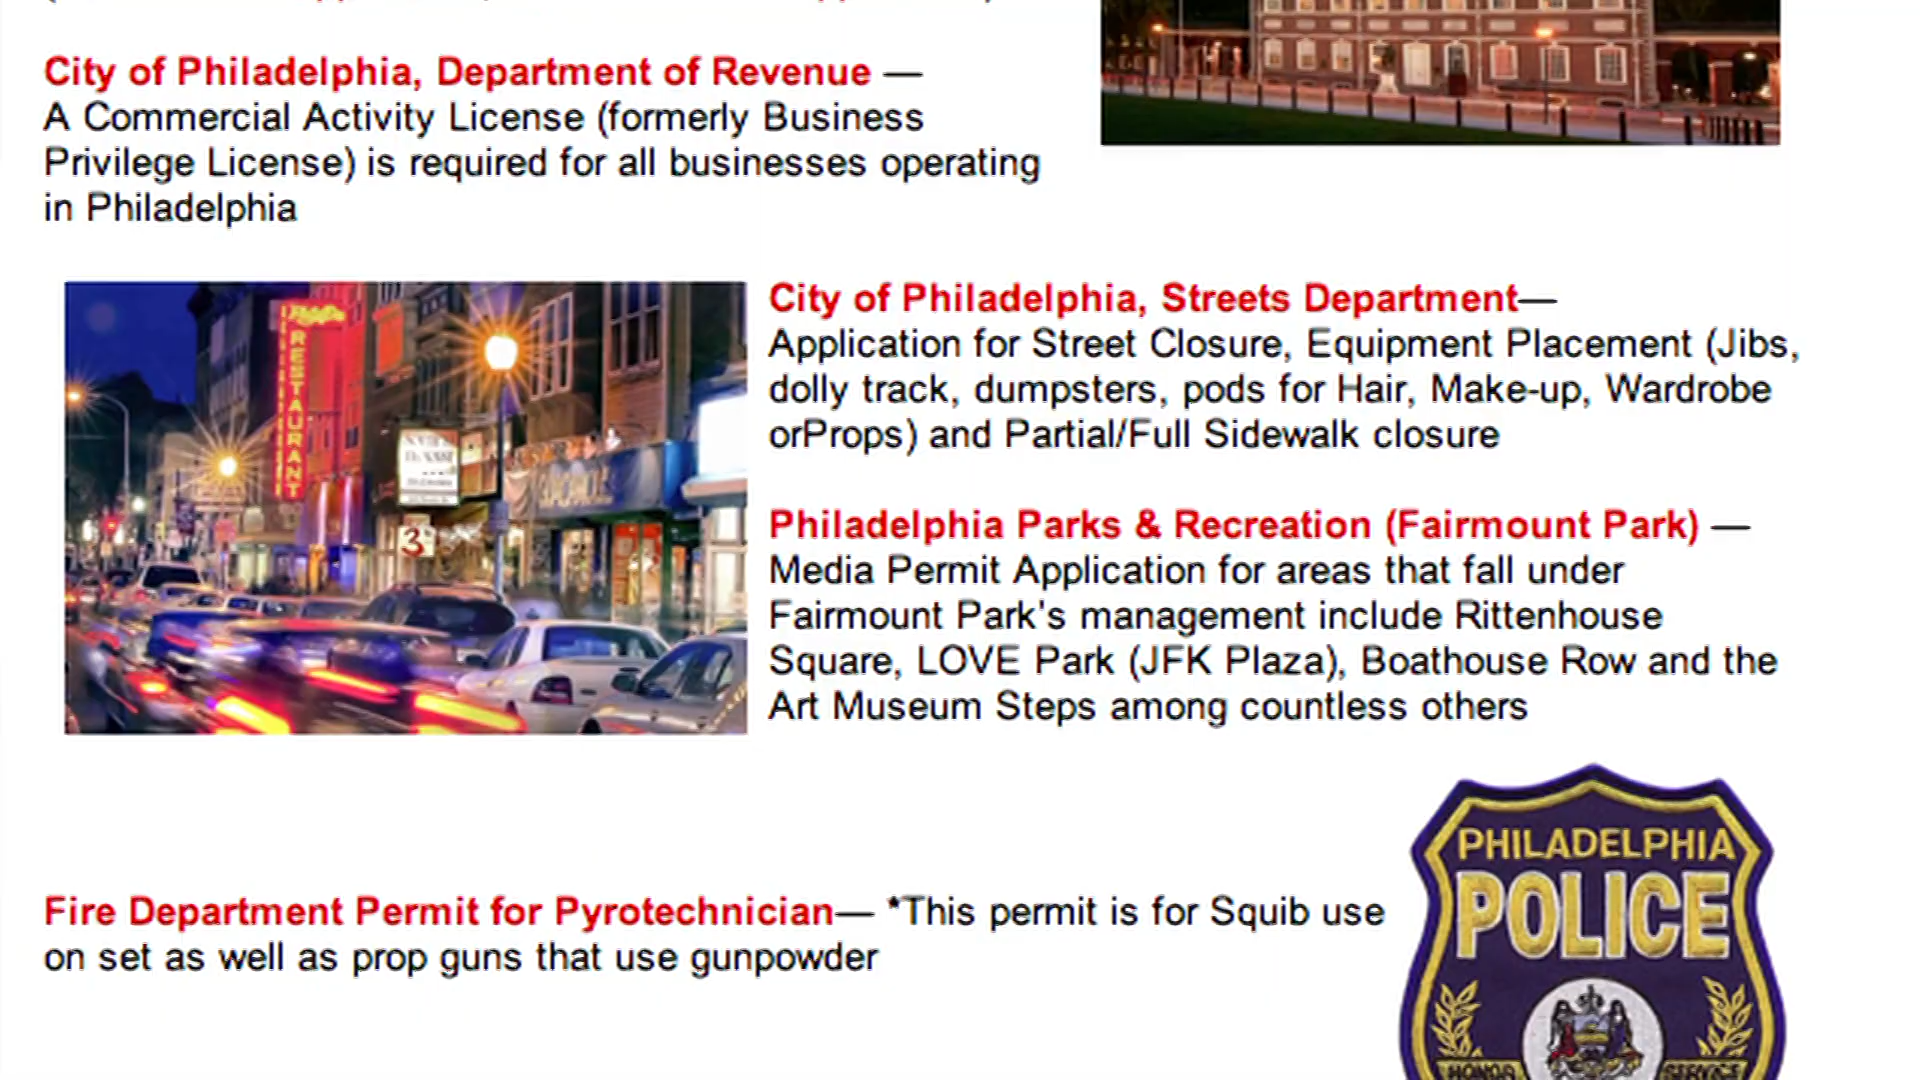 City of Philadelphia, Department of Revenue —
A Commercial Activity License (formerly Business
Privilege License) is required for all businesses operating
in Philadelphia
RESTAURANT
3
City of Philadelphia, Streets Department—
Application for Street Closure, Equipment Placement (Jibs,
dolly track, dumpsters, pods for Hair, Make-up, Wardrobe
orProps) and Partial/Full Sidewalk closure
Philadelphia Parks & Recreation (Fairmount Park) —
Media Permit Application for areas that fall under
Fairmount Park's management include Rittenhouse
Square, LOVE Park (JFK Plaza), Boathouse Row and the
Art Museum Steps among countless others
Fire Department Permit for Pyrotechnician— *This permit is for Squib use
on set as well as prop guns that use gunpowder
PHILADELPHIA
POLICE
HONOR SERVICE